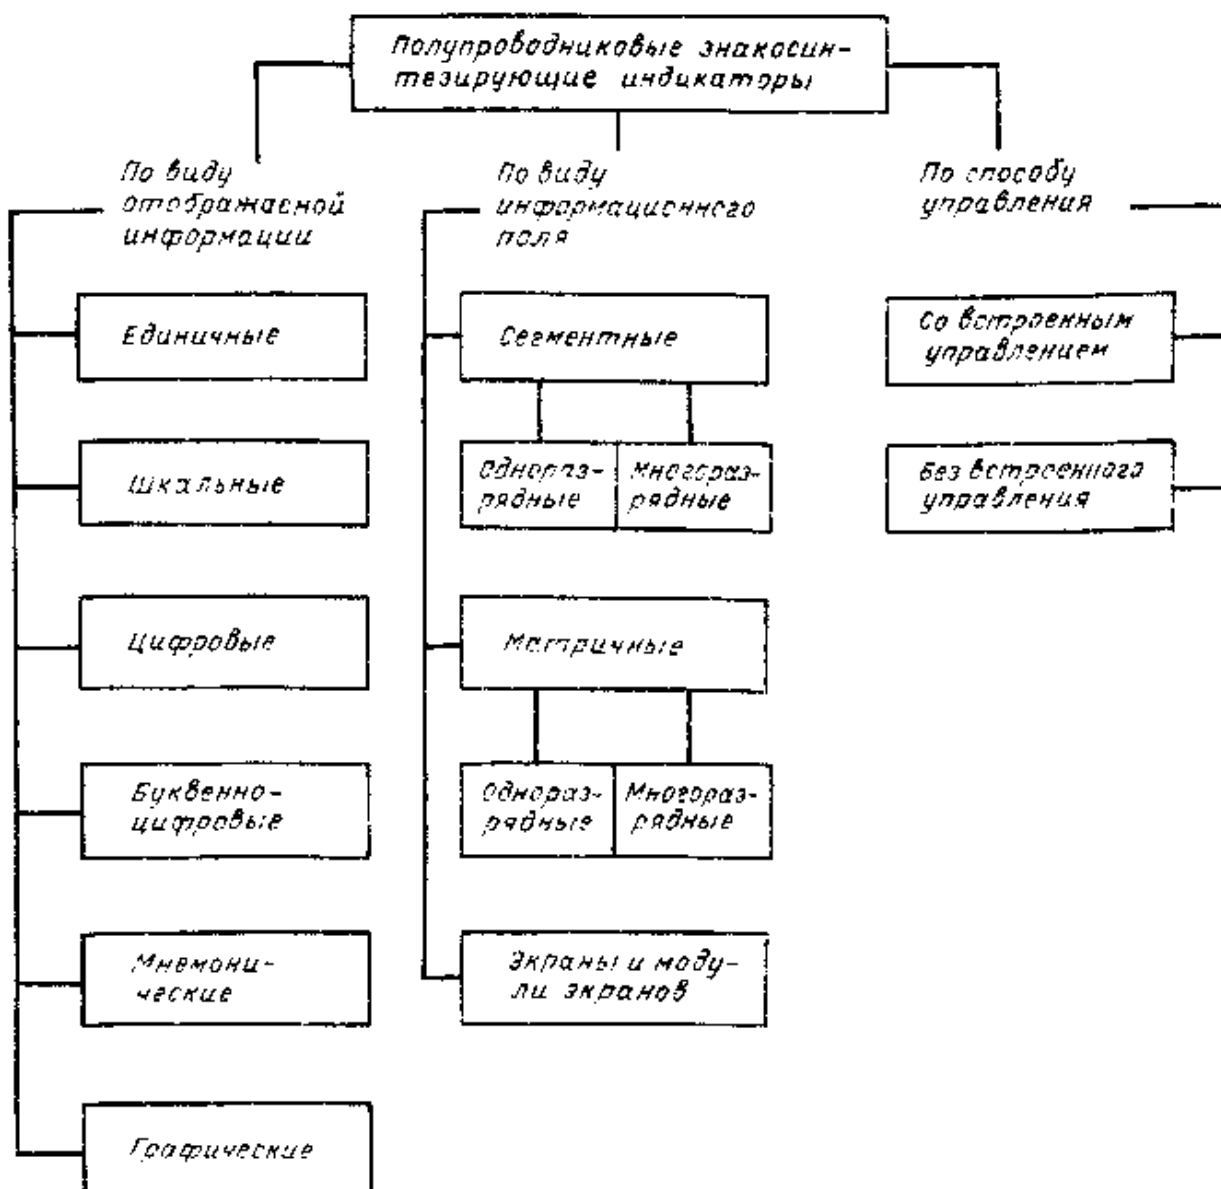 Полупроводниковые знакосин-
тезирующие индикаторы
По виду
отображаемой
информации
Единичные
Шкальные
Цифровые
Буквенно-
цифровые
Мнемони-
ческие
Графические
По виду
информационного
поля
Сегментные
Однораз-
рядные
Многораз-
рядные
Матричные
Однораз-
рядные
Многораз-
рядные
Экраны и моду-
ли экранов
По способу
управления
Со встроенным
управлением
Без встроенного
управления